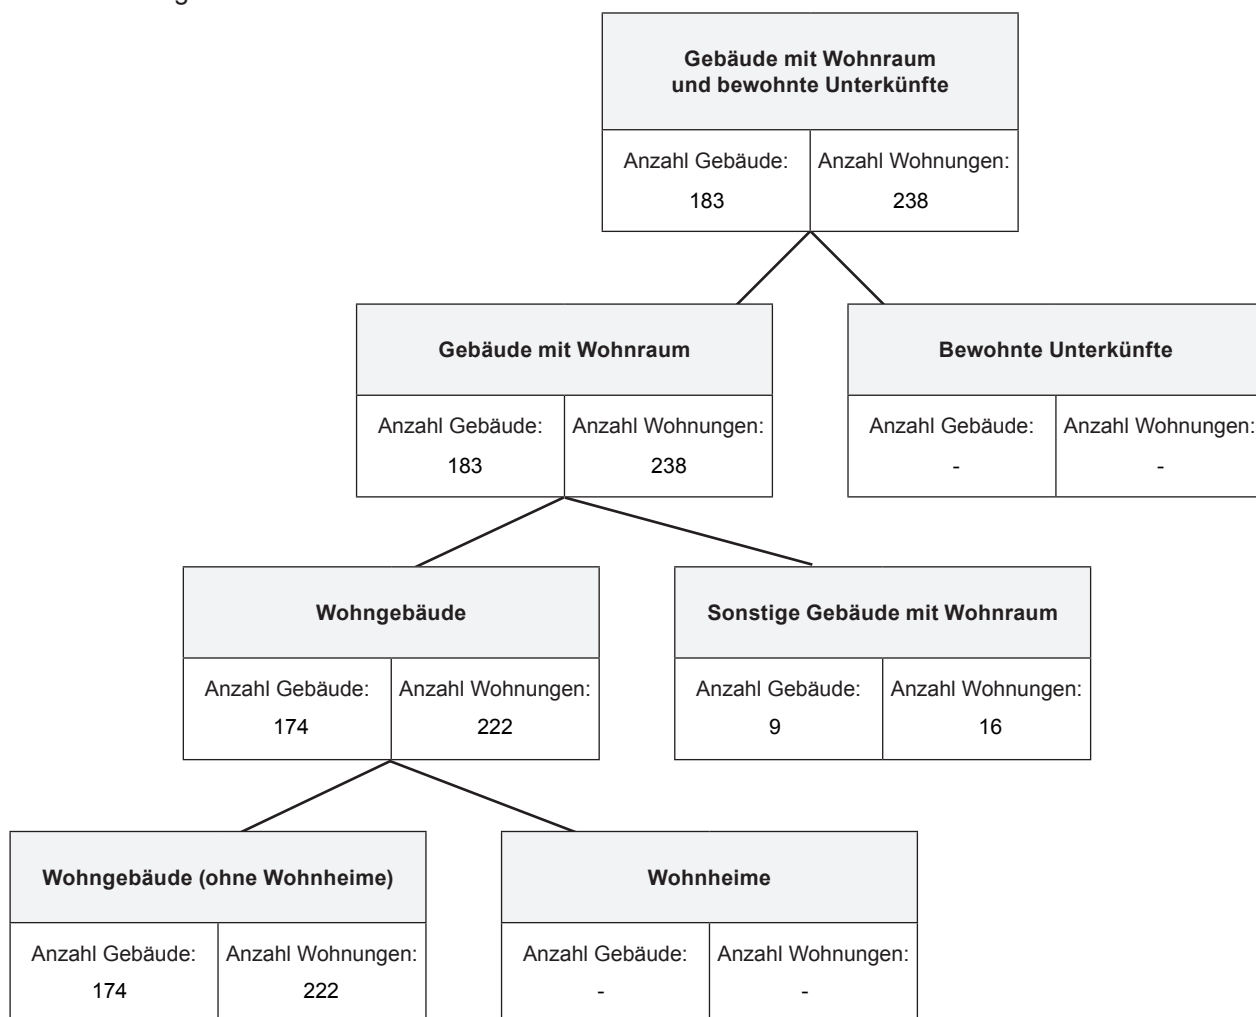 Gebäude mit Wohnraum
und bewohnte Unterkünfte
Anzahl Gebäude:
183
Anzahl Wohnungen:
238
Gebäude mit Wohnraum
Anzahl Gebäude:
183
Anzahl Wohnungen:
238
Bewohnte Unterkünfte
Anzahl Gebäude:
-
Anzahl Wohnungen:
-
Wohngebäude
Anzahl Gebäude:
174
Anzahl Wohnungen:
222
Sonstige Gebäude mit Wohnraum
Anzahl Gebäude:
9
Anzahl Wohnungen:
16
Wohngebäude (ohne Wohnheime)
Anzahl Gebäude:
174
Anzahl Wohnungen:
222
Wohnheime
Anzahl Gebäude:
-
Anzahl Wohnungen:
-